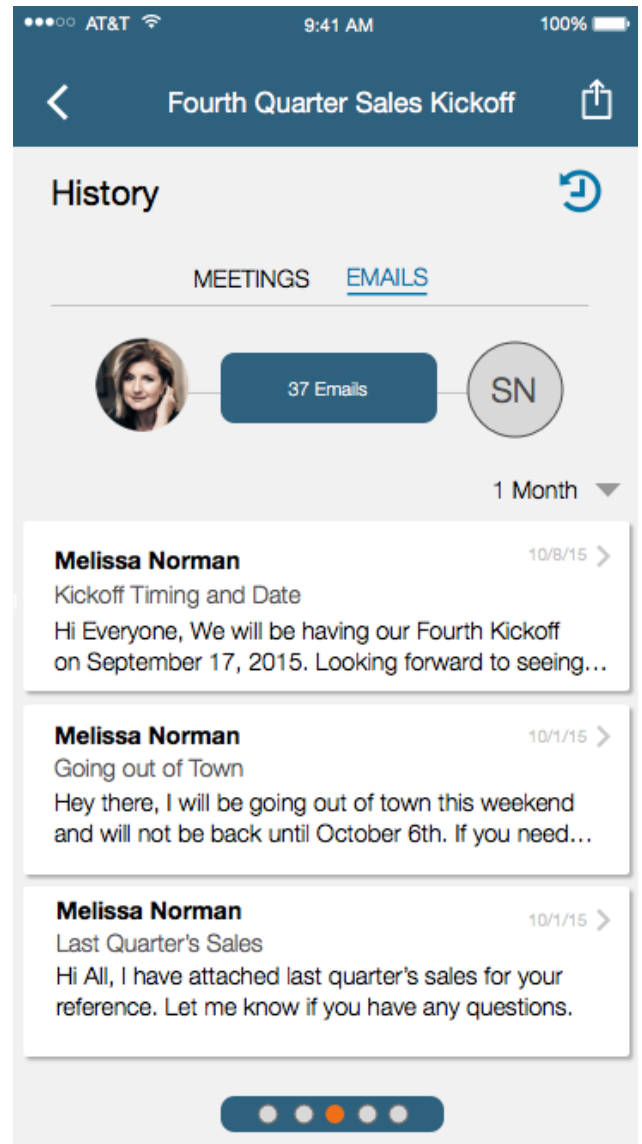 AT&T 9:41 AM 100%
Fourth Quarter Sales Kickoff
History
MEETINGS EMAILS
37 Emails SN
1 Month
Melissa Norman 10/8/15
Kickoff Timing and Date
Hi Everyone, We will be having our Fourth Kickoff
on September 17, 2015. Looking forward to seeing...
Melissa Norman 10/1/15
Going out of Town
Hey there, I will be going out of town this weekend
and will not be back until October 6th. If you need...
Melissa Norman 10/1/15
Last Quarter’s Sales
Hi All, I have attached last quarter’s sales for your
reference. Let me know if you have any questions.